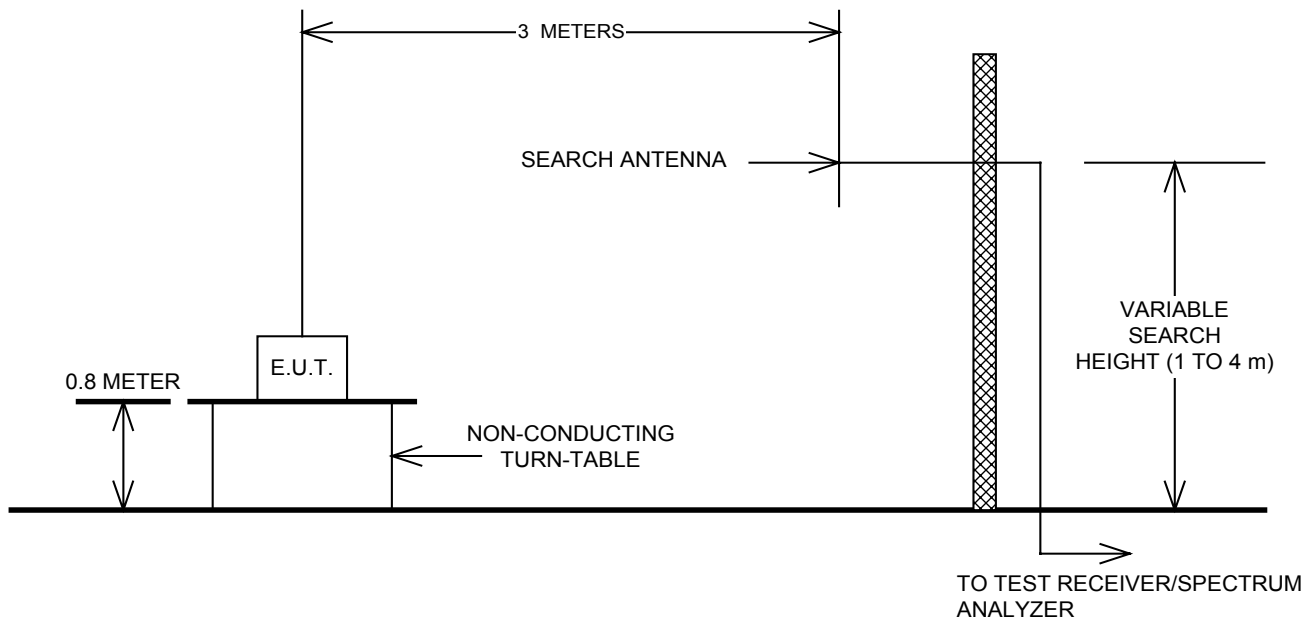 3 METERS
SEARCH ANTENNA
VARIABLE
SEARCH
HEIGHT (1 TO 4 m)
E.U.T.
0.8 METER
NON-CONDUCTING
TURN-TABLE
TO TEST RECEIVER/SPECTRUM
ANALYZER